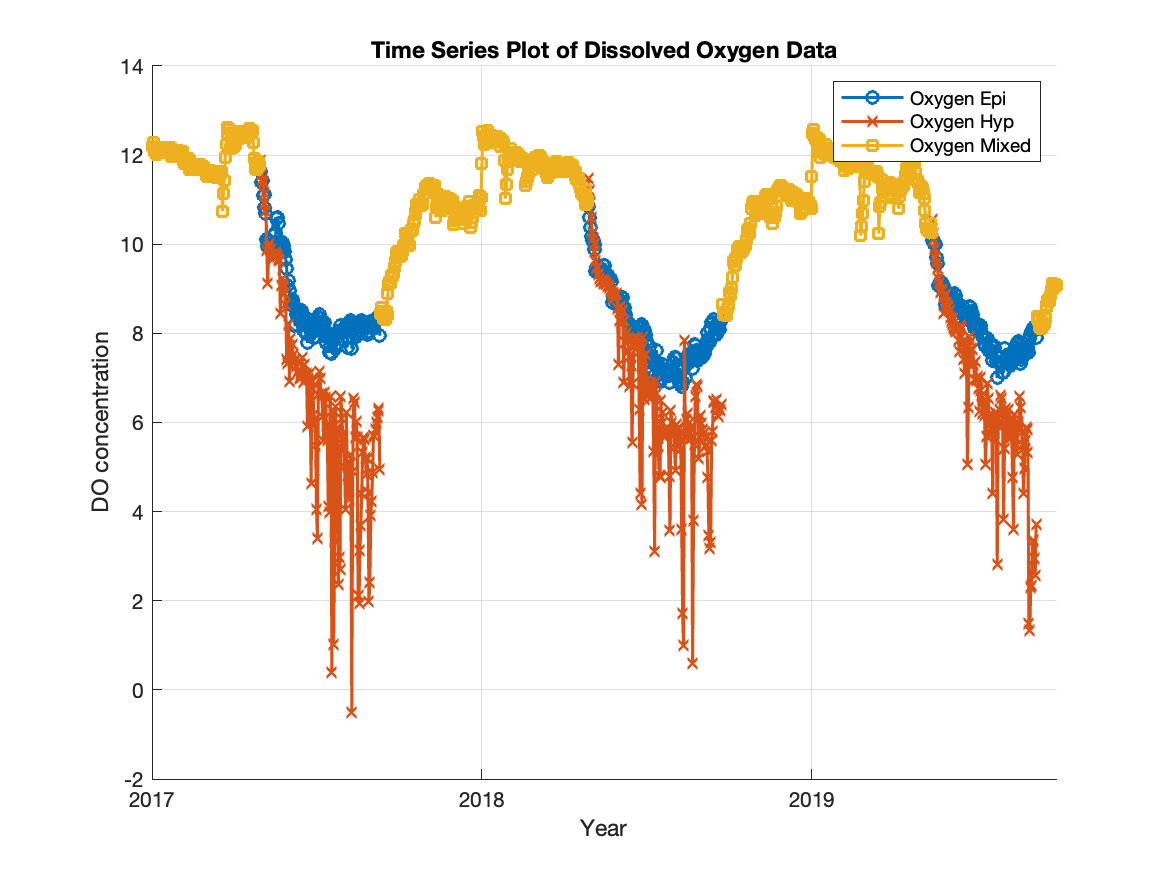 Time Series Plot of Dissolved Oxygen Data
14
12
10
8
6
4
2
0
-2
DO concentration
Oxygen Epi
Oxygen Hyp
Oxygen Mixed
2017
2018
2019
Year